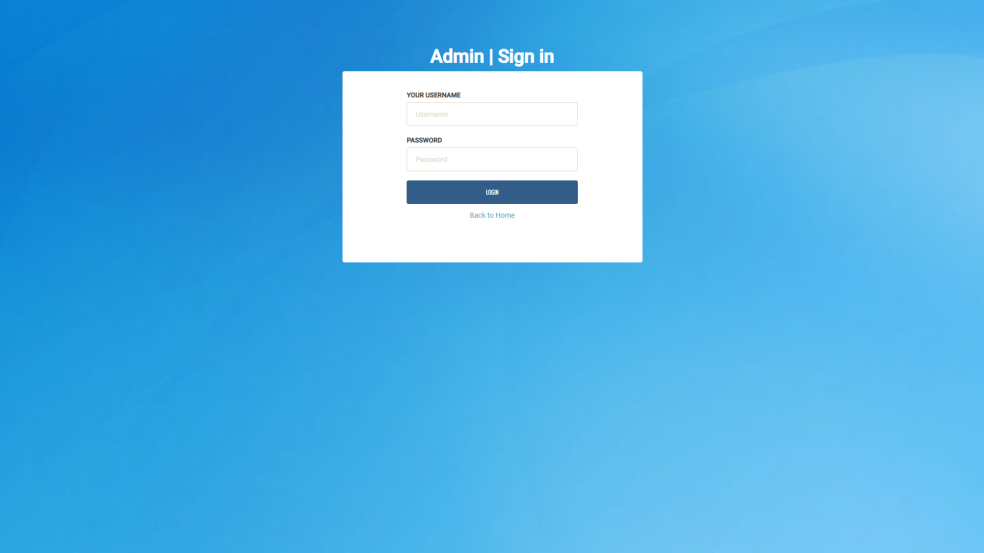 Admin | Sign in
YOUR USERNAME
Username
PASSWORD
Password
LOGIN
Back to Home